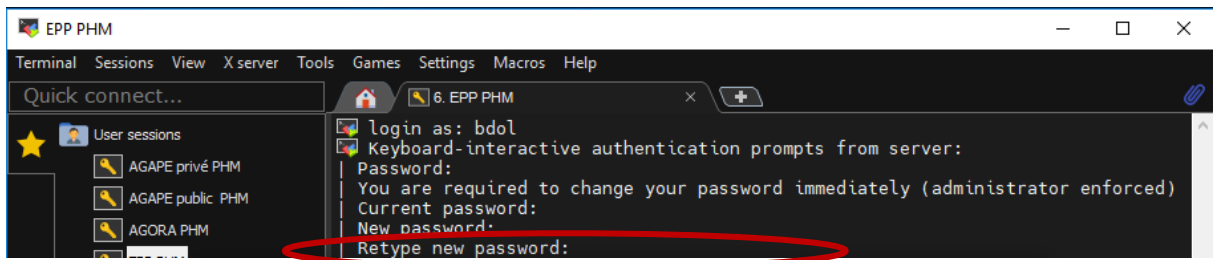 EPP PHM
Terminal Sessions View X server Tools Games Settings Macros Help
Quick connect...
6. EPP PHM
User sessions
AGAPE privé PHM
AGAPE public PHM
AGORA PHM
login as: bdol
Keyboard-interactive authentication prompts from server:
| Password:
| You are required to change your password immediately (administrator enforced)
| Current password:
| New password:
| Retype new password: